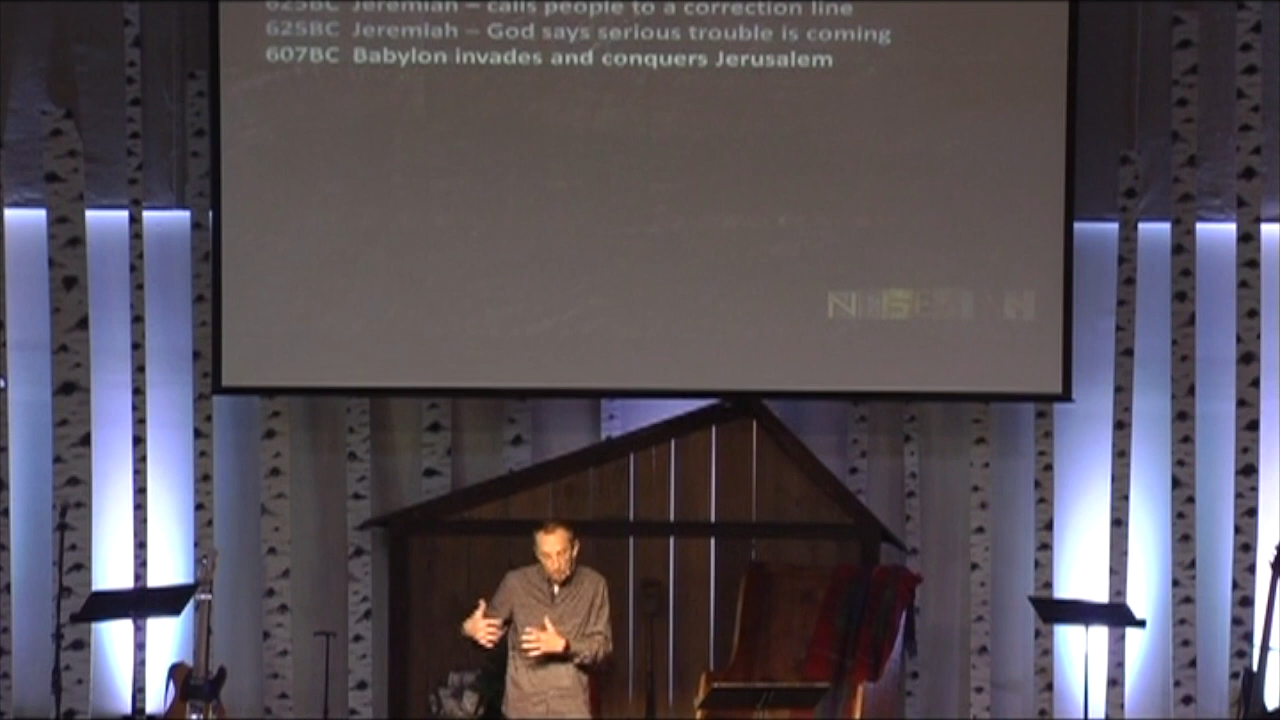 625BC Jeremiah – calls people to a correction line
625BC Jeremiah – God says serious trouble is coming
607BC Babylon invades and conquers Jerusalem